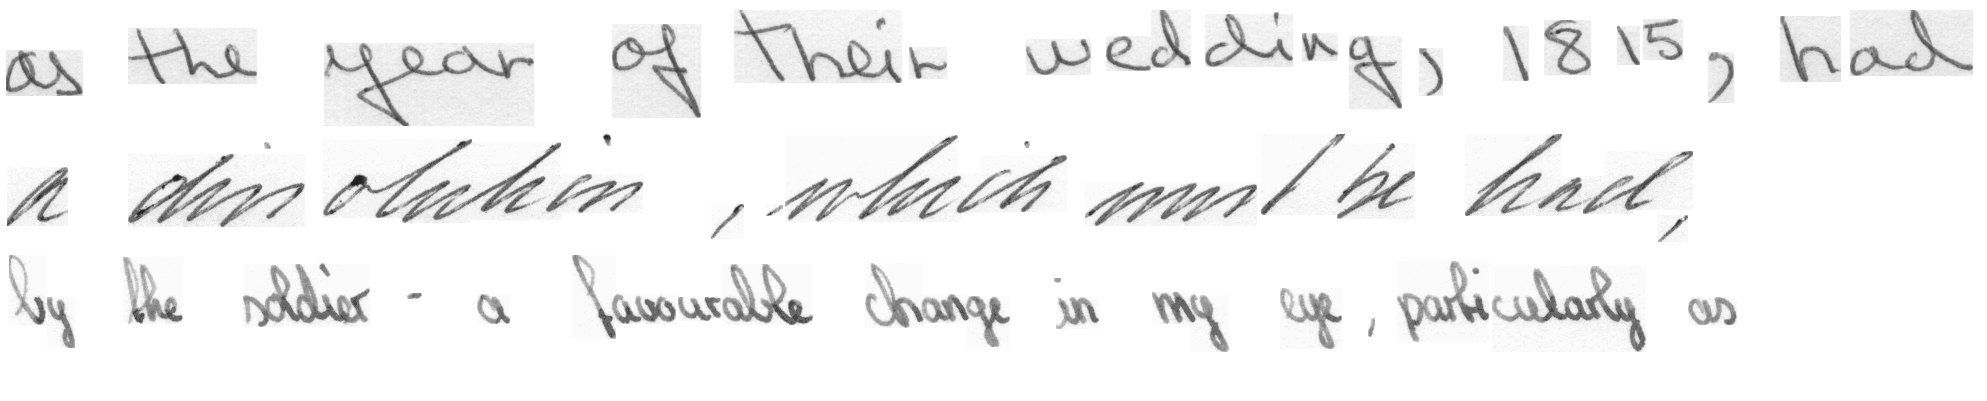 as the year of their wedding, 1815, had
a dissolution, which must be had,
by the soldier - a favourable change in my eye, particularly as